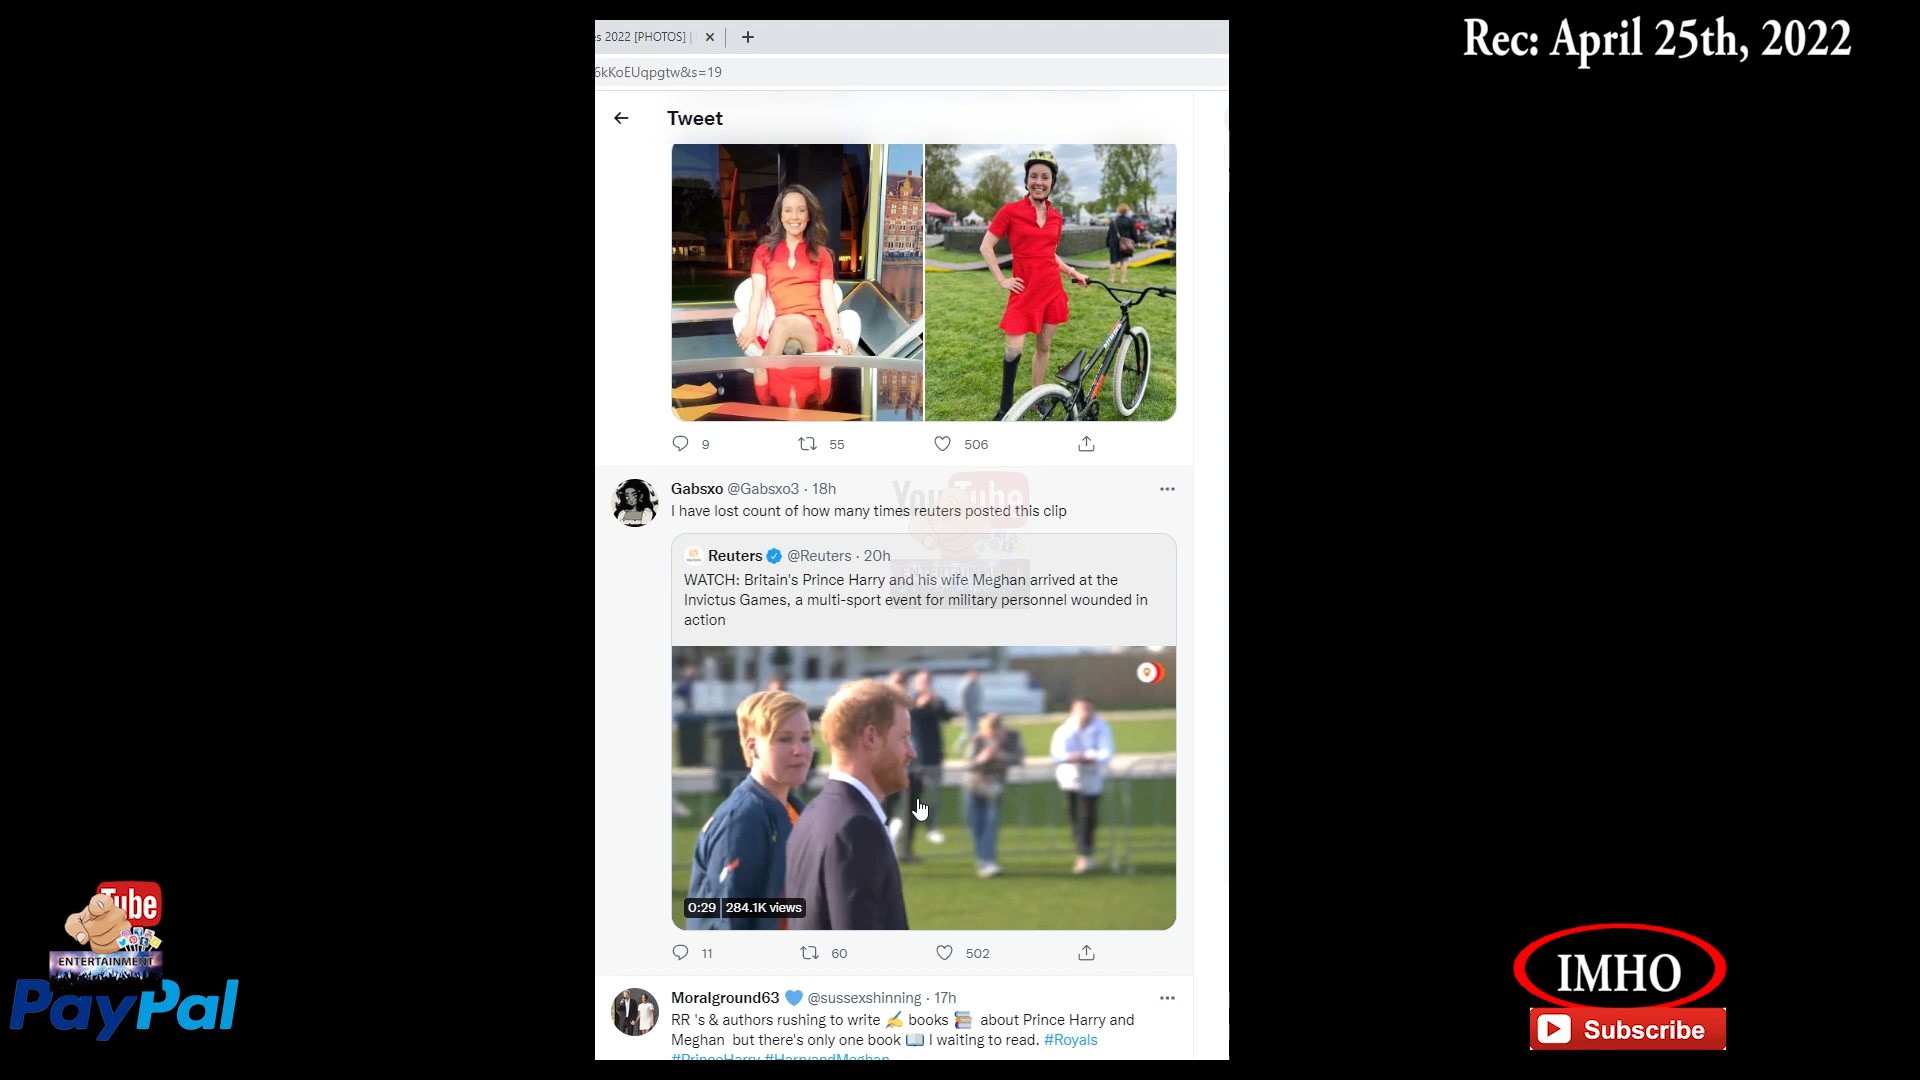 Rec: April 25th, 2022
s 2022 [PHOTOS] |
6kKoEUqpgtw&s=19
Tweet
9 55 506
Gabsxo @Gabsxo3 · 18h
I have lost count of how many times reuters posted this clip
YouTube
ENTERTAINMENT
Reuters @Reuters · 20h
WATCH: Britain's Prince Harry and his wife Meghan arrived at the
Invictus Games, a multi-sport event for military personnel wounded in
action
0:29 284.1K views
11 60 502
Moralground63 💙 @sussexshinning · 17h
RR 's & authors rushing to write ✍ books 📚 about Prince Harry and
Meghan but there's only one book 📖 I waiting to read. #Royals
#PrinceHarry #HarryandMeghan
Tube
ENTERTAINMENT
PayPal
IMHO
Subscribe